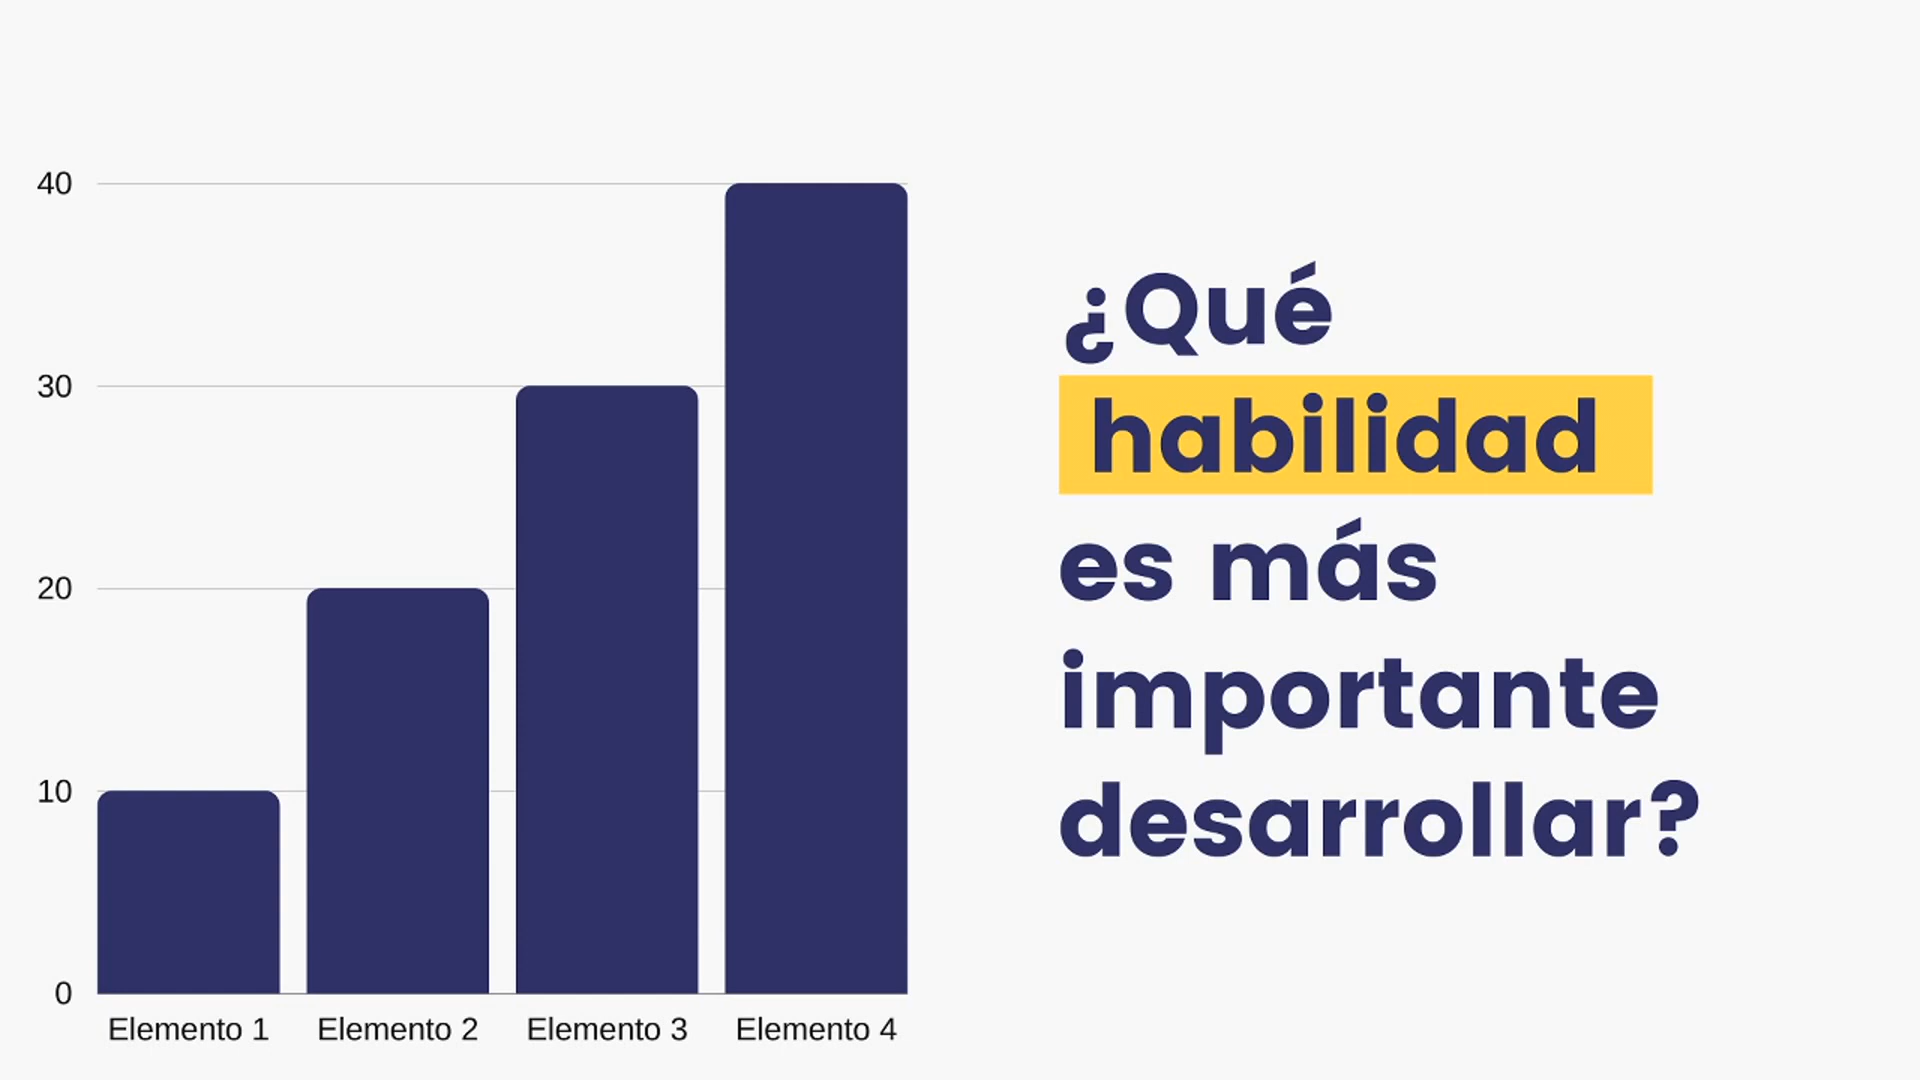 40
30
20
10
0
Elemento 1 Elemento 2 Elemento 3 Elemento 4
¿Qué
habilidad
es más
importante
desarrollar?